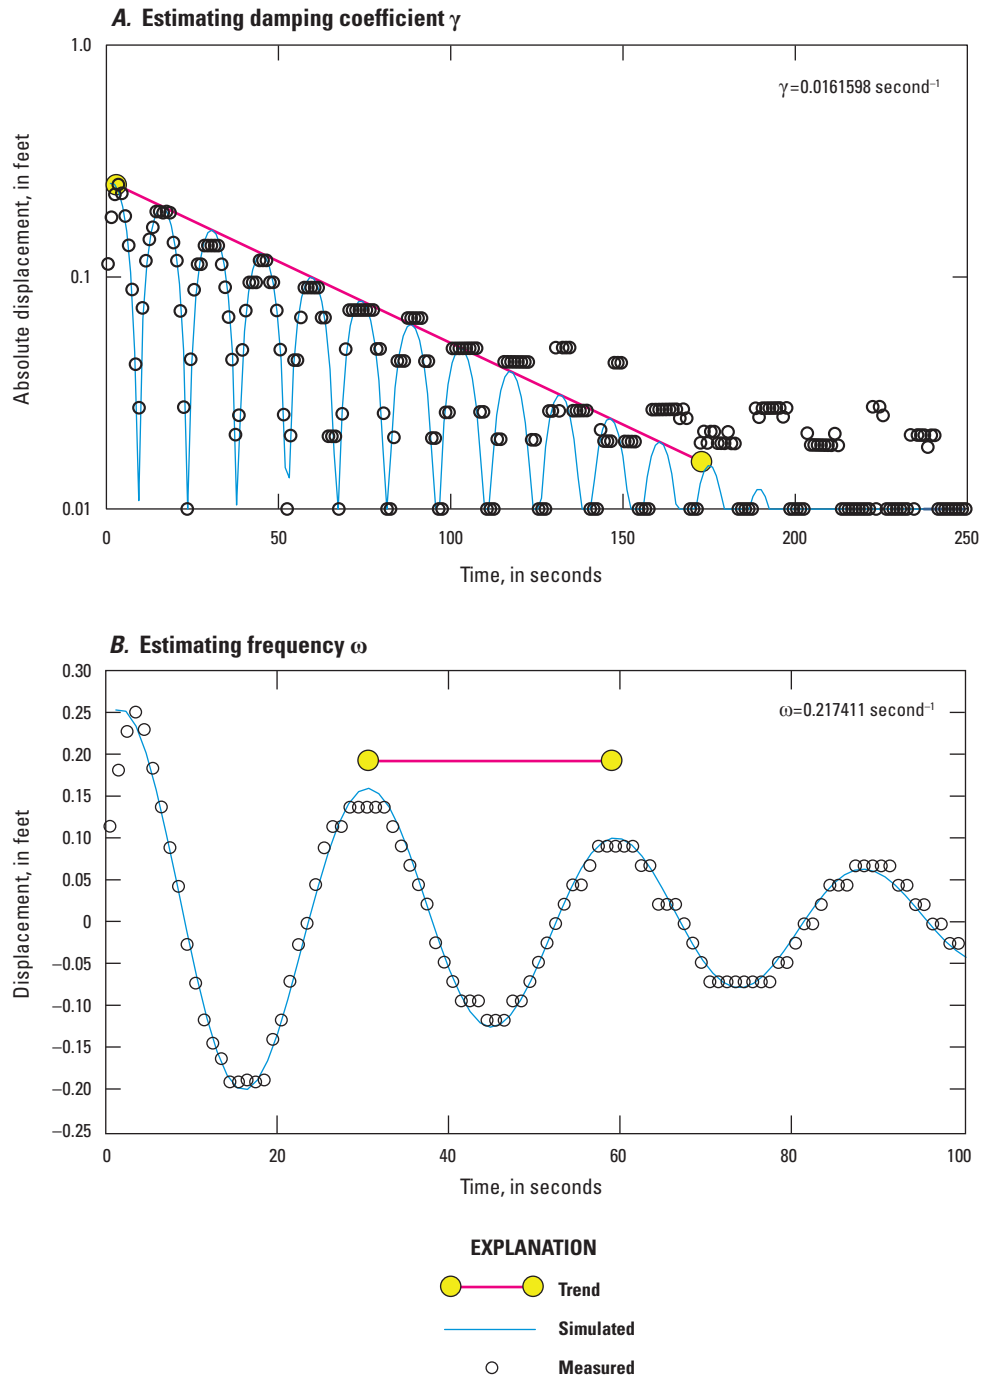 A. Estimating damping coefficient γ
1.0
γ=0.0161598 second⁻¹
Absolute displacement, in feet
0.1
0.01
0 50 100 150 200 250
Time, in seconds
B. Estimating frequency ω
0.30
ω=0.217411 second⁻¹
0.25
0.20
0.15
0.10
Displacement, in feet
0.05
0
−0.05
−0.10
−0.15
−0.20
−0.25
0 20 40 60 80 100
Time, in seconds
EXPLANATION
Trend
Simulated
Measured